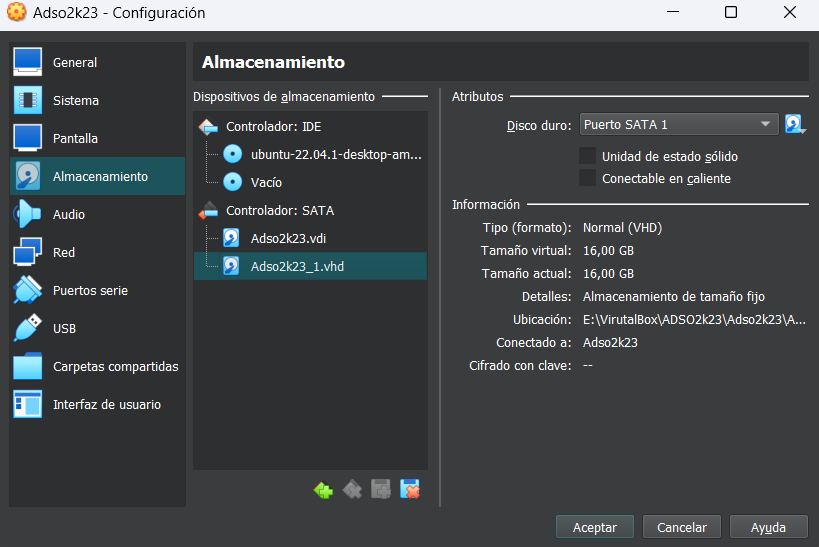 Adso2k23 - Configuración
General
Sistema
Pantalla
Almacenamiento
Audio
Red
Puertos serie
USB
Carpetas compartidas
Interfaz de usuario
Almacenamiento
Dispositivos de almacenamiento
Controlador: IDE
ubuntu-22.04.1-desktop-am...
Vacío
Controlador: SATA
Adso2k23.vdi
Adso2k23_1.vhd
Atributos
Disco duro: Puerto SATA 1
Unidad de estado sólido
Conectable en caliente
Información
Tipo (formato): Normal (VHD)
Tamaño virtual: 16,00 GB
Tamaño actual: 16,00 GB
Detalles: Almacenamiento de tamaño fijo
Ubicación: E:\VirutalBox\ADSO2k23\Adso2k23\A...
Conectado a: Adso2k23
Cifrado con clave: --
Aceptar Cancelar Ayuda